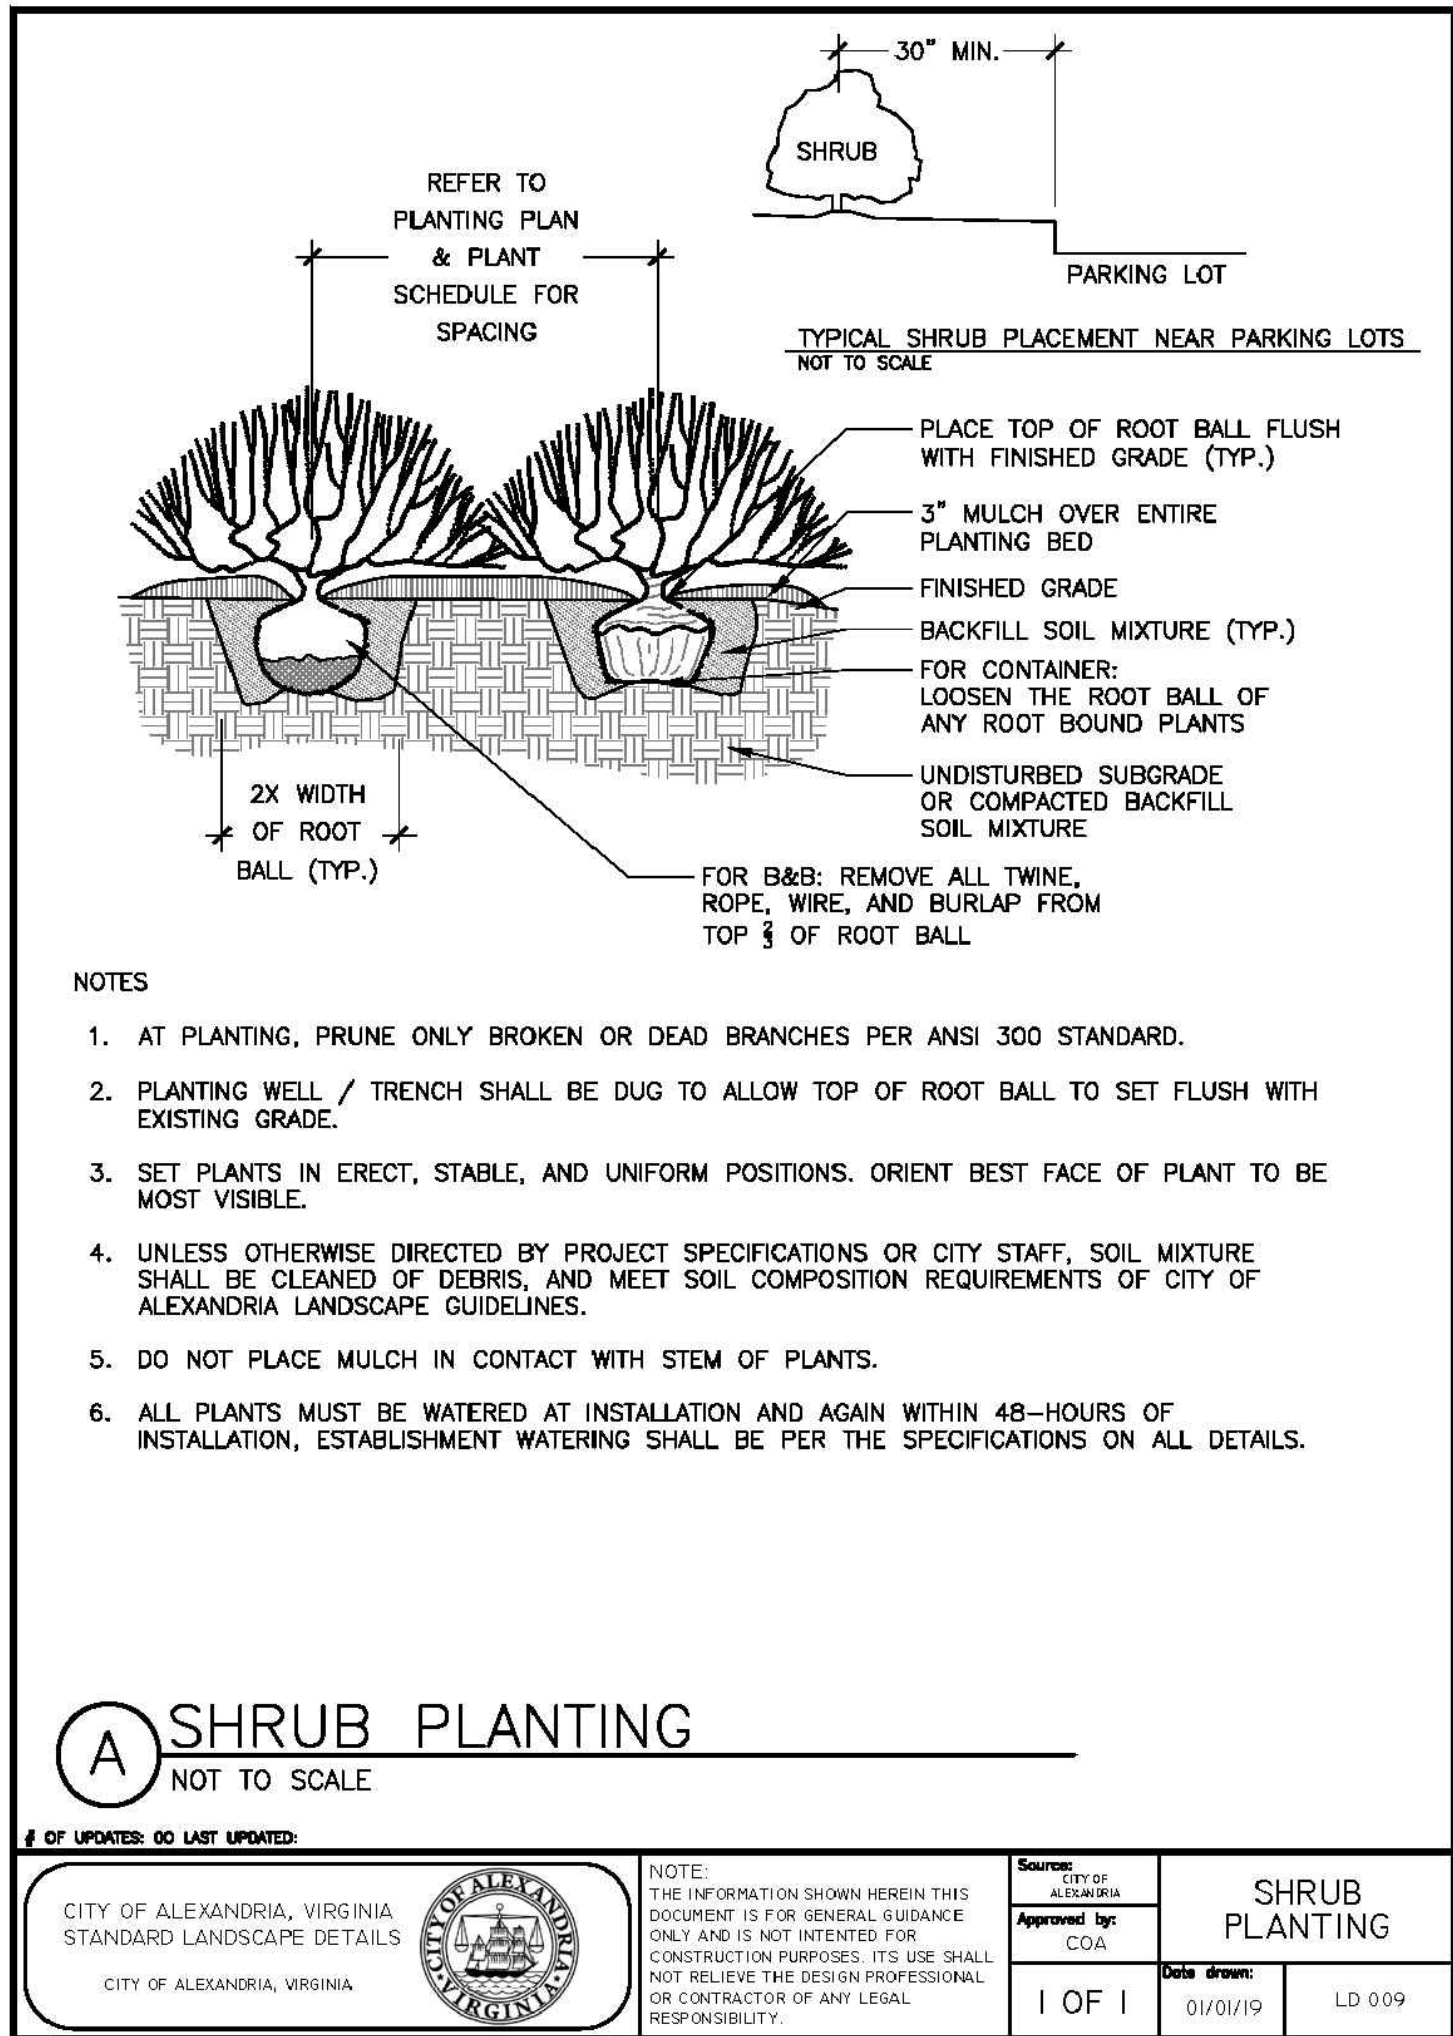 30" MIN.
SHRUB
PARKING LOT
TYPICAL SHRUB PLACEMENT NEAR PARKING LOTS
NOT TO SCALE
REFER TO
PLANTING PLAN
& PLANT
SCHEDULE FOR
SPACING
PLACE TOP OF ROOT BALL FLUSH
WITH FINISHED GRADE (TYP.)
3" MULCH OVER ENTIRE
PLANTING BED
FINISHED GRADE
BACKFILL SOIL MIXTURE (TYP.)
FOR CONTAINER:
LOOSEN THE ROOT BALL OF
ANY ROOT BOUND PLANTS
UNDISTURBED SUBGRADE
OR COMPACTED BACKFILL
SOIL MIXTURE
2X WIDTH
OF ROOT
BALL (TYP.)
FOR B&B: REMOVE ALL TWINE,
ROPE, WIRE, AND BURLAP FROM
TOP 2/3 OF ROOT BALL
NOTES
1. AT PLANTING, PRUNE ONLY BROKEN OR DEAD BRANCHES PER ANSI 300 STANDARD.
2. PLANTING WELL / TRENCH SHALL BE DUG TO ALLOW TOP OF ROOT BALL TO SET FLUSH WITH
EXISTING GRADE.
3. SET PLANTS IN ERECT, STABLE, AND UNIFORM POSITIONS. ORIENT BEST FACE OF PLANT TO BE
MOST VISIBLE.
4. UNLESS OTHERWISE DIRECTED BY PROJECT SPECIFICATIONS OR CITY STAFF, SOIL MIXTURE
SHALL BE CLEANED OF DEBRIS, AND MEET SOIL COMPOSITION REQUIREMENTS OF CITY OF
ALEXANDRIA LANDSCAPE GUIDELINES.
5. DO NOT PLACE MULCH IN CONTACT WITH STEM OF PLANTS.
6. ALL PLANTS MUST BE WATERED AT INSTALLATION AND AGAIN WITHIN 48-HOURS OF
INSTALLATION, ESTABLISHMENT WATERING SHALL BE PER THE SPECIFICATIONS ON ALL DETAILS.
A
SHRUB PLANTING
NOT TO SCALE
# OF UPDATES: 00 LAST UPDATED:
CITY OF ALEXANDRIA, VIRGINIA
STANDARD LANDSCAPE DETAILS
CITY OF ALEXANDRIA, VIRGINIA
CITY OF ALEXANDRIA
VIRGINIA
NOTE:
THE INFORMATION SHOWN HEREIN THIS
DOCUMENT IS FOR GENERAL GUIDANCE
ONLY AND IS NOT INTENTED FOR
CONSTRUCTION PURPOSES. ITS USE SHALL
NOT RELIEVE THE DESIGN PROFESSIONAL
OR CONTRACTOR OF ANY LEGAL
RESPONSIBILITY.
Source:
CITY OF
ALEXANDRIA
Approved by:
COA
1 OF 1
SHRUB
PLANTING
Date drawn:
01/01/19
LD 009